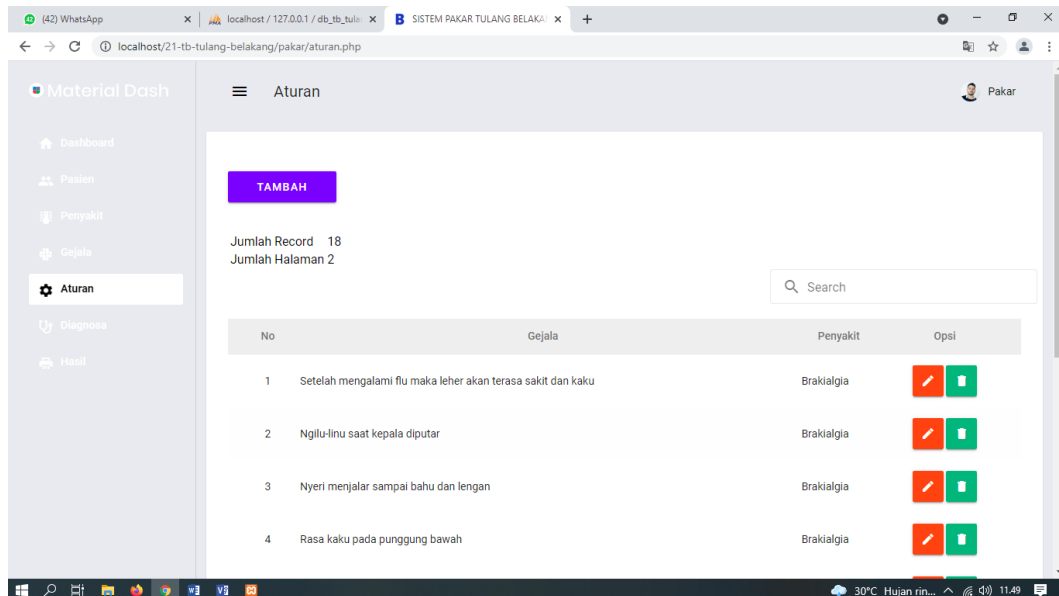 (42) WhatsApp
localhost / 127.0.0.1 / db_tb_tula
SISTEM PAKAR TULANG BELAKA
localhost/21-tb-tulang-belakang/pakar/aturan.php
Material Dash
Aturan
Pakar
Dashboard
Pasien
Penyakit
Gejala
Aturan
Diagnosa
Hasil
TAMBAH
Jumlah Record 18
Jumlah Halaman 2
Search
No Gejala Penyakit Opsi
1 Setelah mengalami flu maka leher akan terasa sakit dan kaku Brakialgia
2 Ngilu-linu saat kepala diputar Brakialgia
3 Nyeri menjalar sampai bahu dan lengan Brakialgia
4 Rasa kaku pada punggung bawah Brakialgia
30°C Hujan rin... 11.49